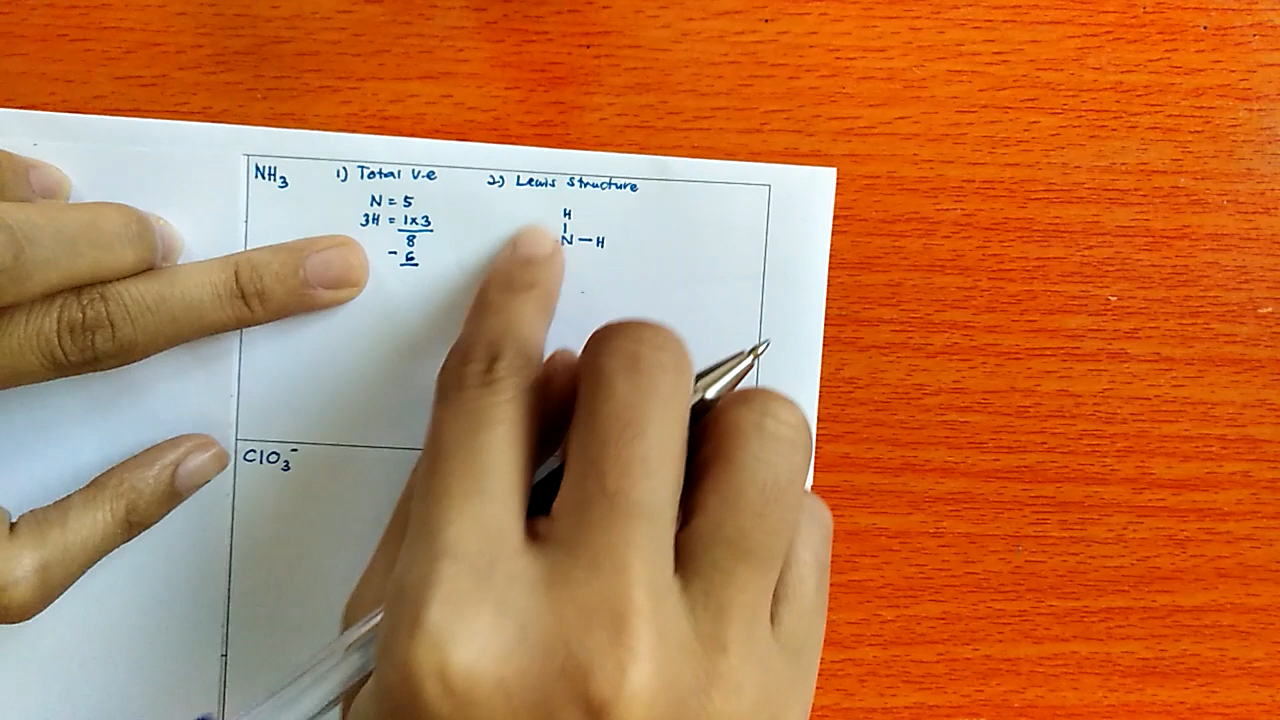 NH3 1) Total v.e 2) Lewis Structure
N = 5
3H = 1x3
8
- 6
H
|
N — H
ClO3-